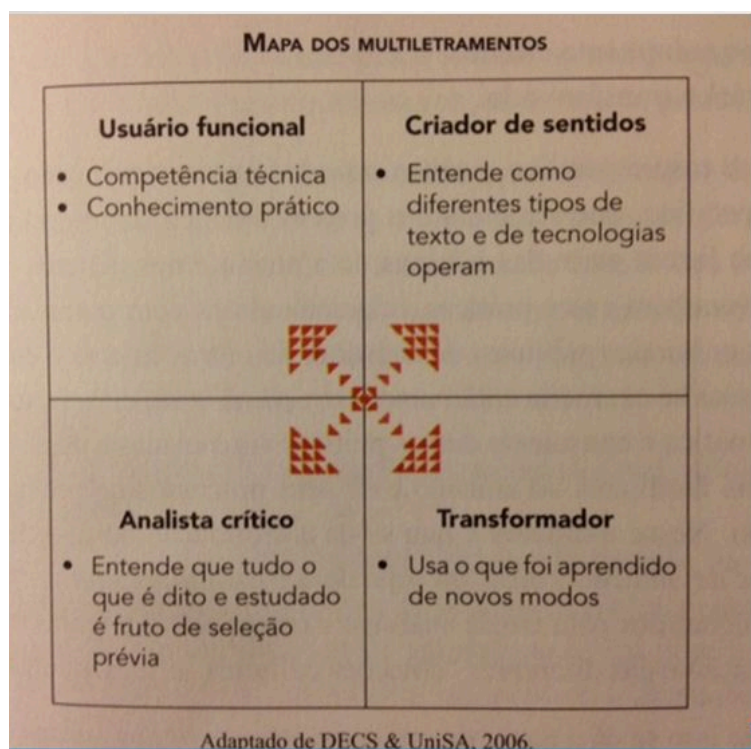 MAPA DOS MULTILETRAMENTOS
Usuário funcional
• Competência técnica
• Conhecimento prático
Criador de sentidos
• Entende como
diferentes tipos de
texto e de tecnologias
operam
Analista crítico
• Entende que tudo o
que é dito e estudado
é fruto de seleção
prévia
Transformador
• Usa o que foi aprendido
de novos modos
Adaptado de DECS & UniSA, 2006.